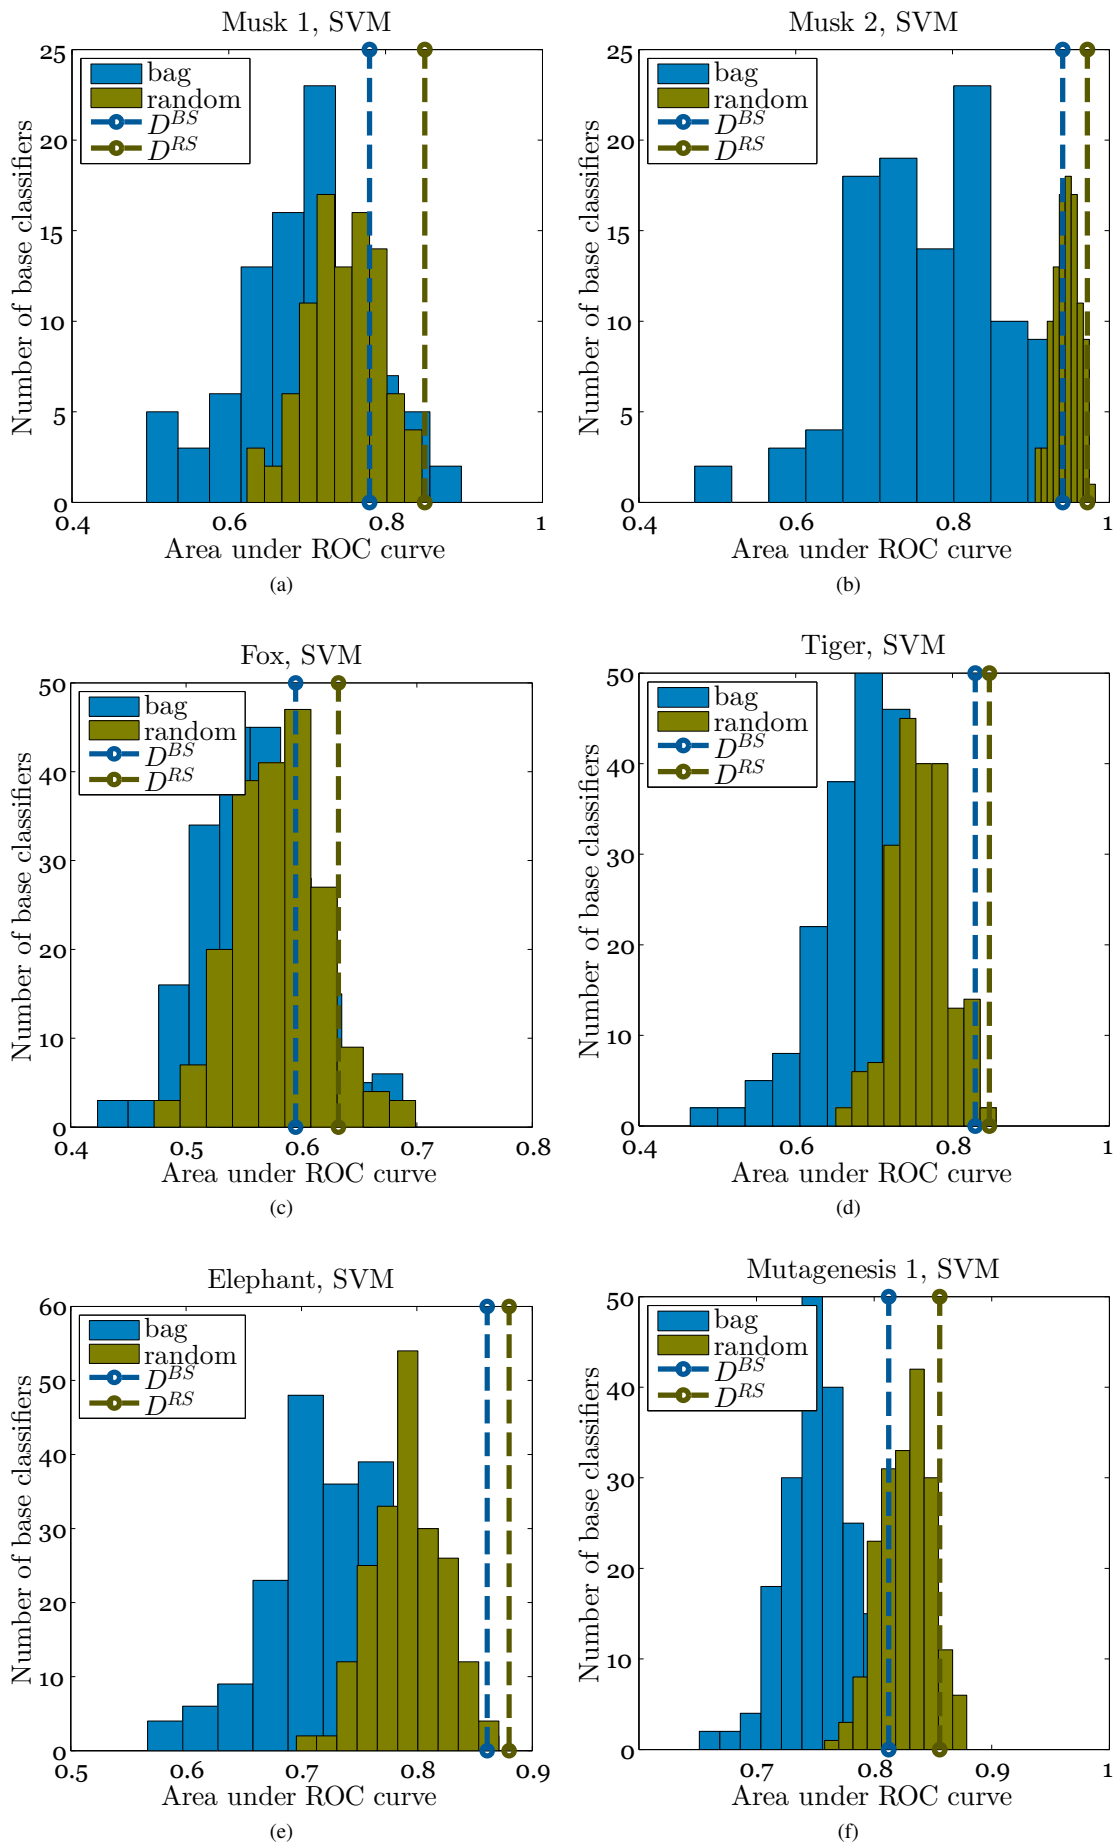 Musk 1, SVM
25
20
15
10
5
0
Number of base classifiers
bag
random
D^{BS}
D^{RS}
0.4 0.6 0.8 1
Area under ROC curve
(a)
Musk 2, SVM
25
20
15
10
5
0
Number of base classifiers
bag
random
D^{BS}
D^{RS}
0.4 0.6 0.8 1
Area under ROC curve
(b)
Fox, SVM
50
40
30
20
10
0
Number of base classifiers
bag
random
D^{BS}
D^{RS}
0.4 0.5 0.6 0.7 0.8
Area under ROC curve
(c)
Tiger, SVM
50
40
30
20
10
0
Number of base classifiers
bag
random
D^{BS}
D^{RS}
0.4 0.6 0.8 1
Area under ROC curve
(d)
Elephant, SVM
60
50
40
30
20
10
0
Number of base classifiers
bag
random
D^{BS}
D^{RS}
0.5 0.6 0.7 0.8 0.9
Area under ROC curve
(e)
Mutagenesis 1, SVM
50
40
30
20
10
0
Number of base classifiers
bag
random
D^{BS}
D^{RS}
0.7 0.8 0.9 1
Area under ROC curve
(f)